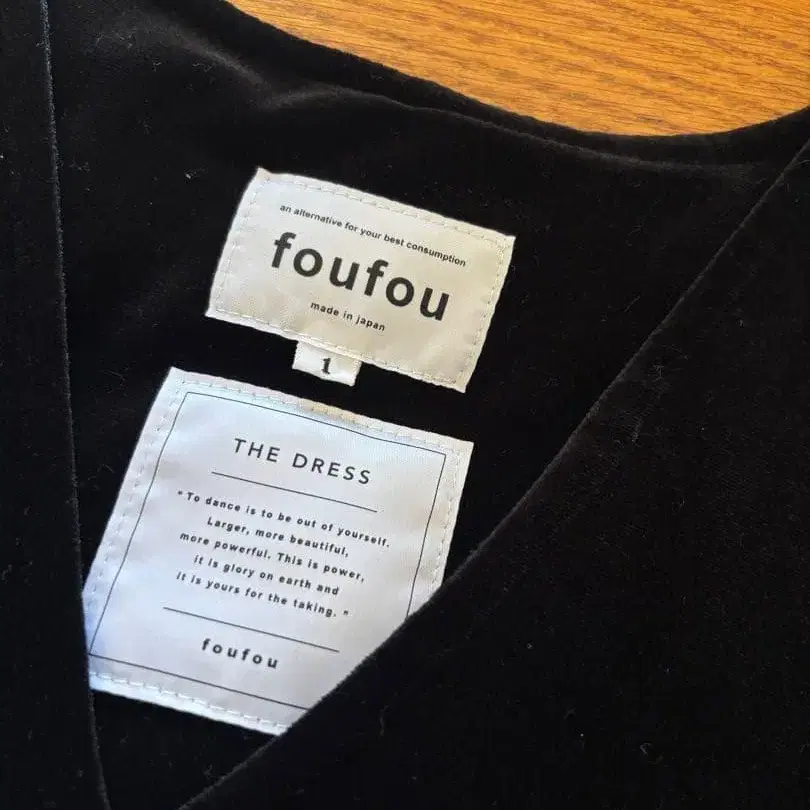 an alternative for your best consumption
foufou
made in japan
1
THE DRESS
"To dance is to be out of yourself.
Larger, more beautiful,
more powerful. This is power,
it is glory on earth and
it is yours for the taking."
foufou